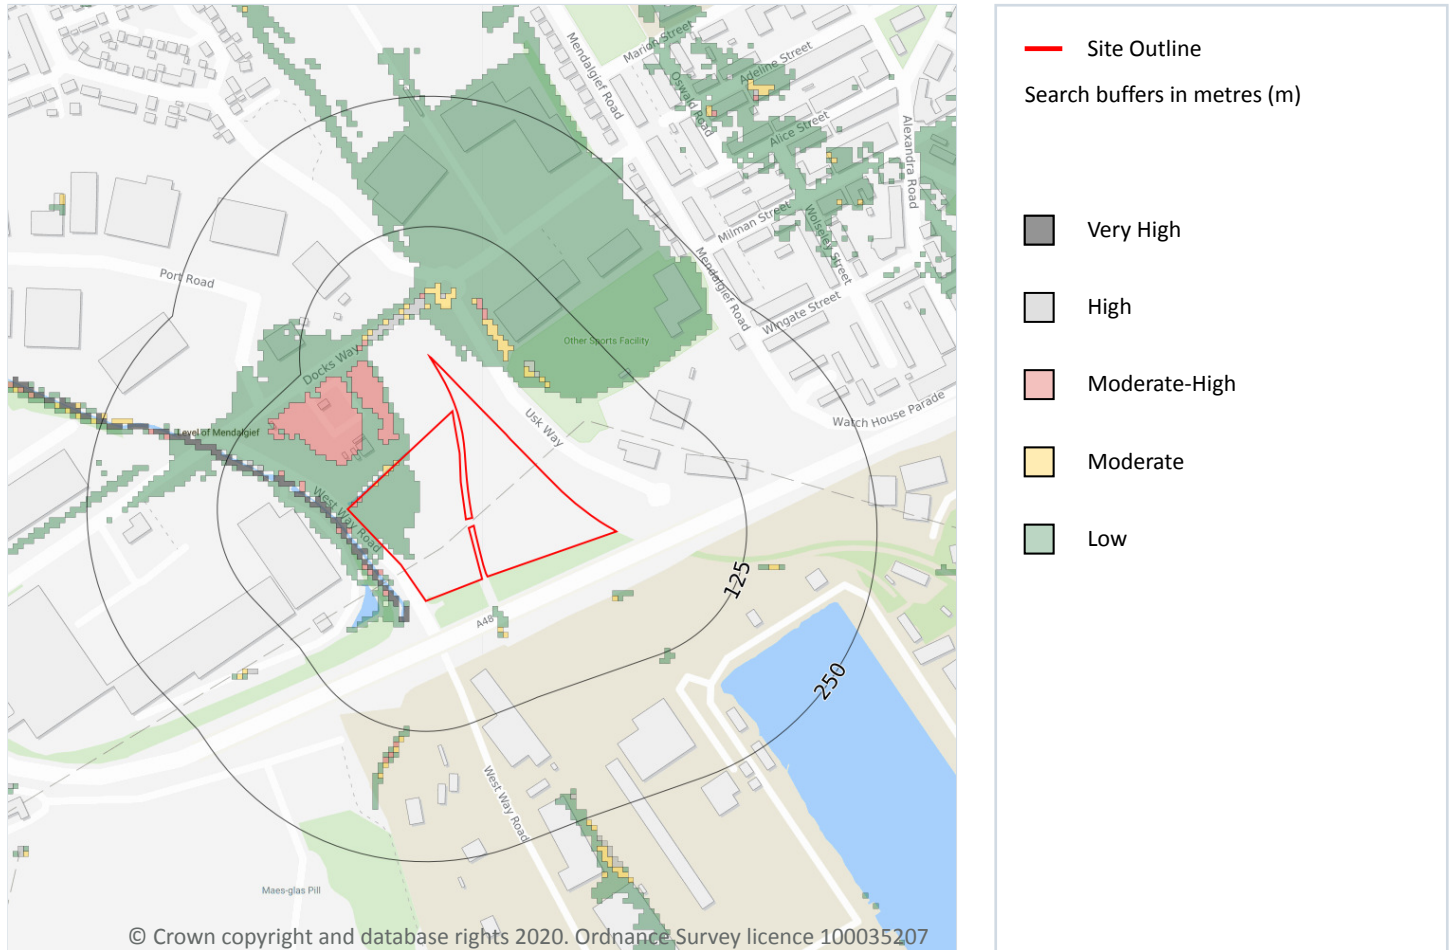 Marion Street
Mendalgief Road
Adeline Street
Oswald Road
Alice Street
Alexandra Road
Milman Street
Wolseley Street
Mendalgief Road
Port Road
Wingate Street
Other Sports Facility
Docks Way
Watch House Parade
Usk Way
Level of Mendalgief
West Way Road
125
A48
250
West Way Road
Maes-glas Pill
© Crown copyright and database rights 2020. Ordnance Survey licence 100035207
Site Outline
Search buffers in metres (m)
Very High
High
Moderate-High
Moderate
Low